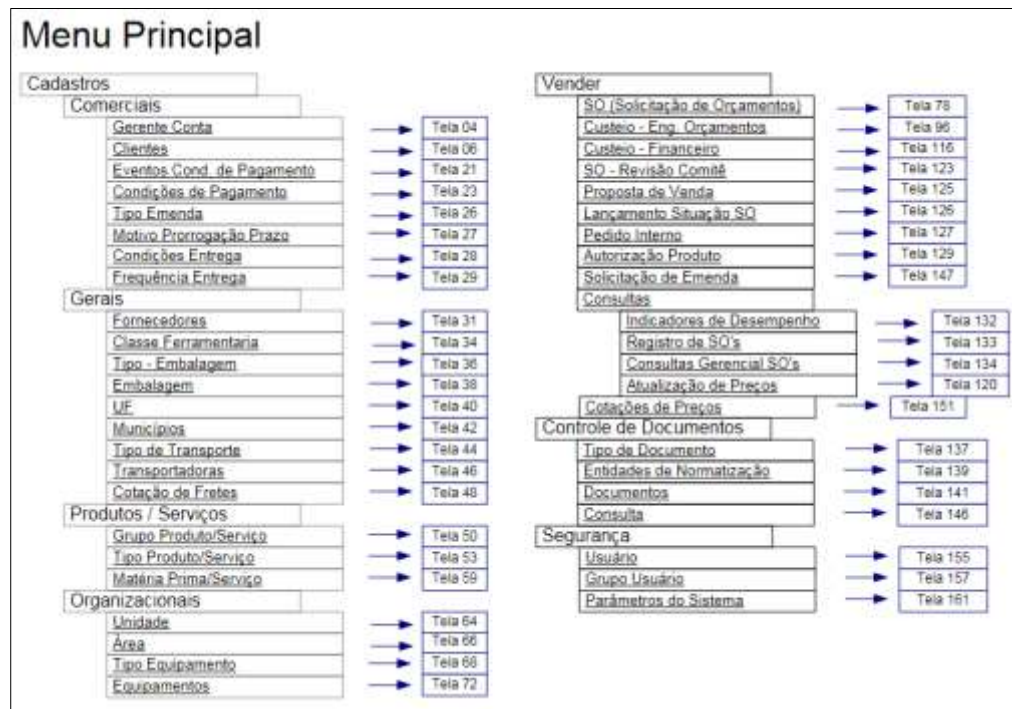 Menu Principal
Cadastros
Comerciais
Gerente Conta Tela 04
Clientes Tela 06
Eventos Cond. de Pagamento Tela 21
Condições de Pagamento Tela 23
Tipo Emenda Tela 26
Motivo Prorrogação Prazo Tela 27
Condições Entrega Tela 28
Frequência Entrega Tela 29
Gerais
Fornecedores Tela 31
Classe Ferramentaria Tela 34
Tipo - Embalagem Tela 36
Embalagem Tela 38
UF Tela 40
Municípios Tela 42
Tipo de Transporte Tela 44
Transportadoras Tela 46
Cotação de Fretes Tela 48
Produtos / Serviços
Grupo Produto/Serviço Tela 50
Tipo Produto/Serviço Tela 53
Matéria Prima/Serviço Tela 59
Organizacionais
Unidade Tela 64
Área Tela 66
Tipo Equipamento Tela 68
Equipamentos Tela 72
Vender
SO (Solicitação de Orçamentos) Tela 78
Custeio - Eng. Orçamentos Tela 96
Custeio - Financeiro Tela 116
SO - Revisão Comitê Tela 123
Proposta de Venda Tela 125
Lançamento Situação SO Tela 126
Pedido Interno Tela 127
Autorização Produto Tela 129
Solicitação de Emenda Tela 147
Consultas
Indicadores de Desempenho Tela 132
Registro de SO's Tela 133
Consultas Gerencial SO's Tela 134
Atualização de Preços Tela 120
Cotações de Preços Tela 151
Controle de Documentos
Tipo de Documento Tela 137
Entidades de Normatização Tela 139
Documentos Tela 141
Consulta Tela 146
Segurança
Usuário Tela 155
Grupo Usuário Tela 157
Parâmetros do Sistema Tela 161